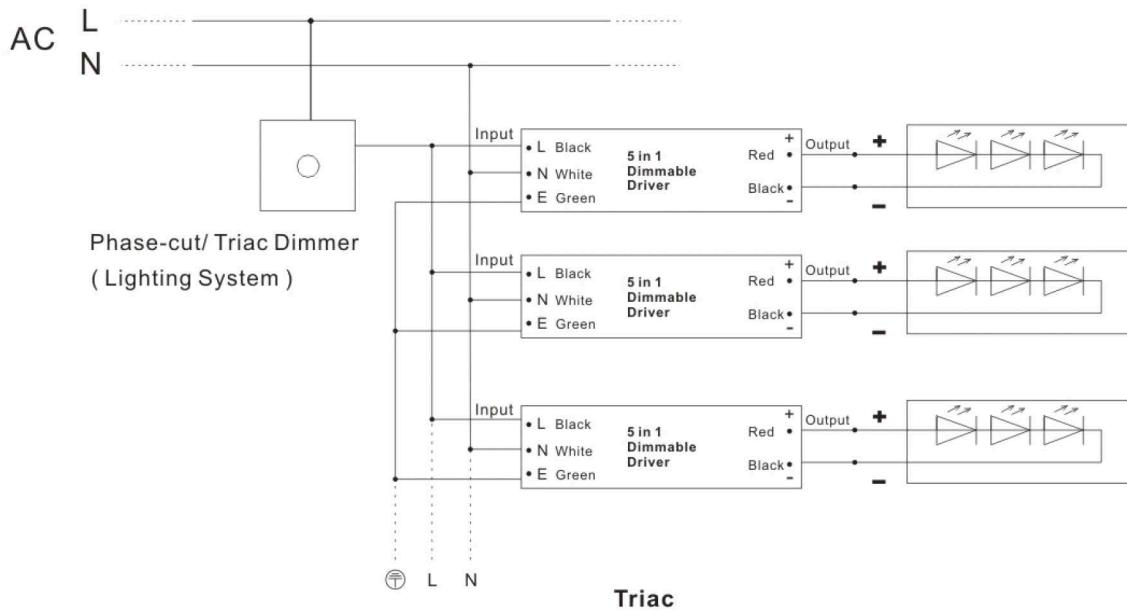 AC
L
N
Phase-cut/ Triac Dimmer
( Lighting System )
Input
L Black
N White
E Green
5 in 1
Dimmable
Driver
+
Red
Black
-
Output
+
−
Input
L Black
N White
E Green
5 in 1
Dimmable
Driver
+
Red
Black
-
Output
+
−
Input
L Black
N White
E Green
5 in 1
Dimmable
Driver
+
Red
Black
-
Output
+
−
L N
Triac